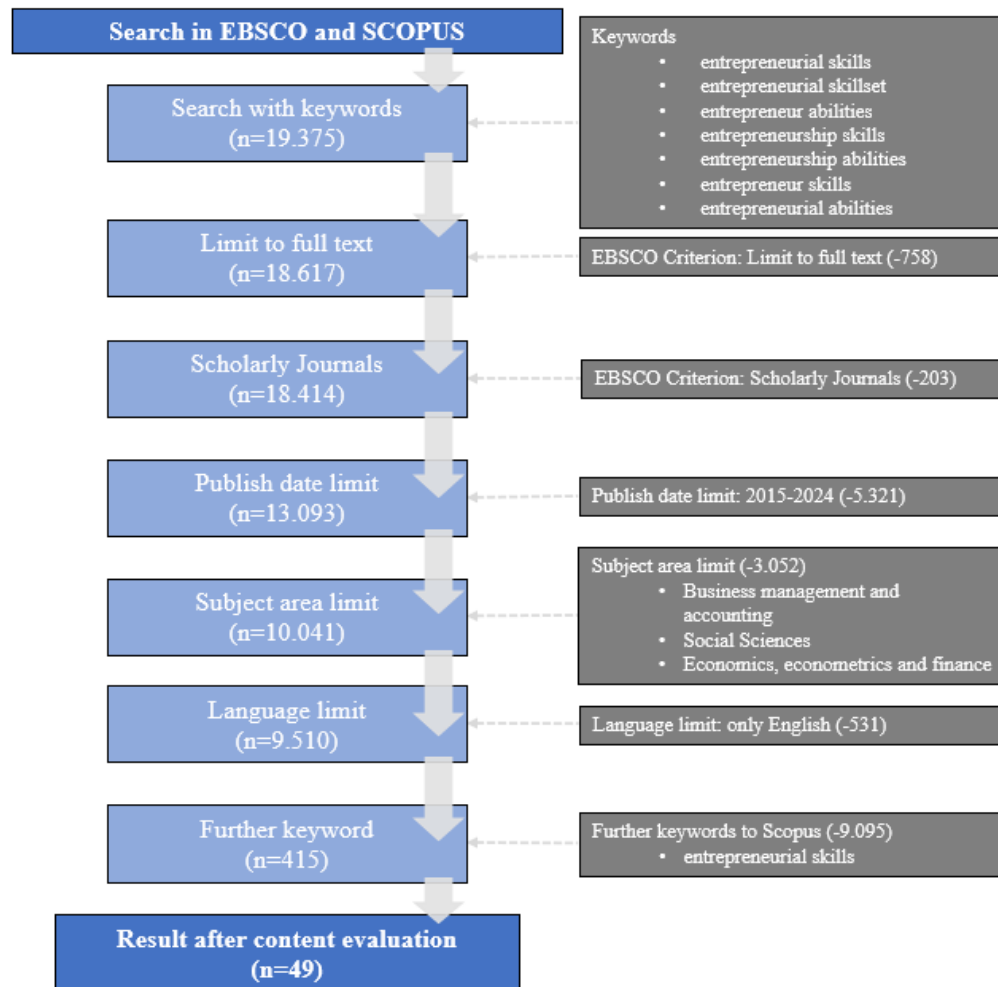 Search in EBSCO and SCOPUS
Keywords
• entrepreneurial skills
• entrepreneurial skillset
• entrepreneur abilities
• entrepreneurship skills
• entrepreneurship abilities
• entrepreneur skills
• entrepreneurial abilities
Search with keywords
(n=19.375)
Limit to full text
(n=18.617)
EBSCO Criterion: Limit to full text (-758)
Scholarly Journals
(n=18.414)
EBSCO Criterion: Scholarly Journals (-203)
Publish date limit
(n=13.093)
Publish date limit: 2015-2024 (-5.321)
Subject area limit
(n=10.041)
Subject area limit (-3.052)
• Business management and
accounting
• Social Sciences
• Economics, econometrics and finance
Language limit
(n=9.510)
Language limit: only English (-531)
Further keyword
(n=415)
Further keywords to Scopus (-9.095)
• entrepreneurial skills
Result after content evaluation
(n=49)